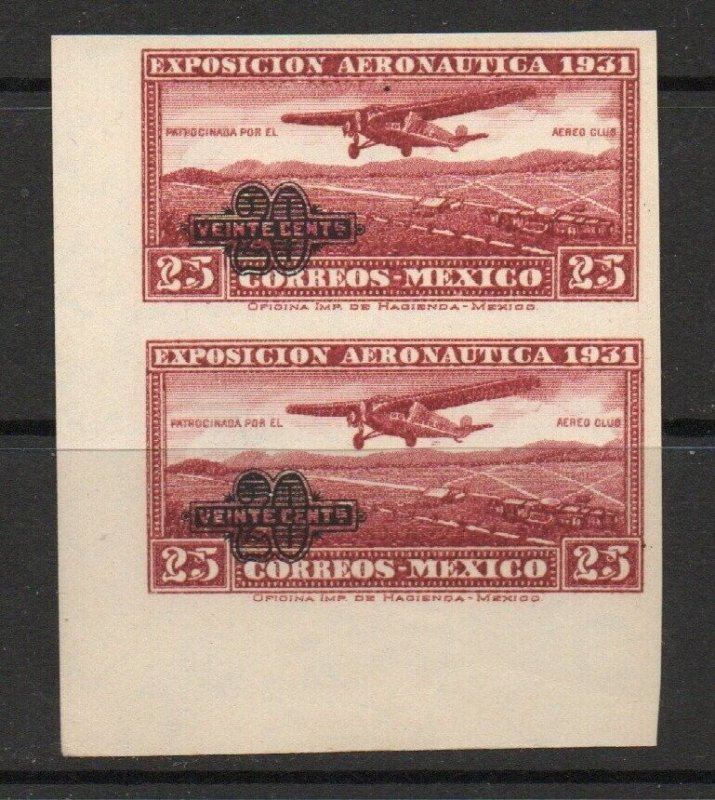 EXPOSICION AERONAUTICA 1931
PATROCINADA POR EL AEREO CLUB
20
VEINTE CENTS
25 CORREOS-MEXICO 25
OFICINA IMP. DE HACIENDA-MEXICO.
EXPOSICION AERONAUTICA 1931
PATROCINADA POR EL AEREO CLUB
20
VEINTE CENTS
25 CORREOS-MEXICO 25
OFICINA IMP. DE HACIENDA-MEXICO.